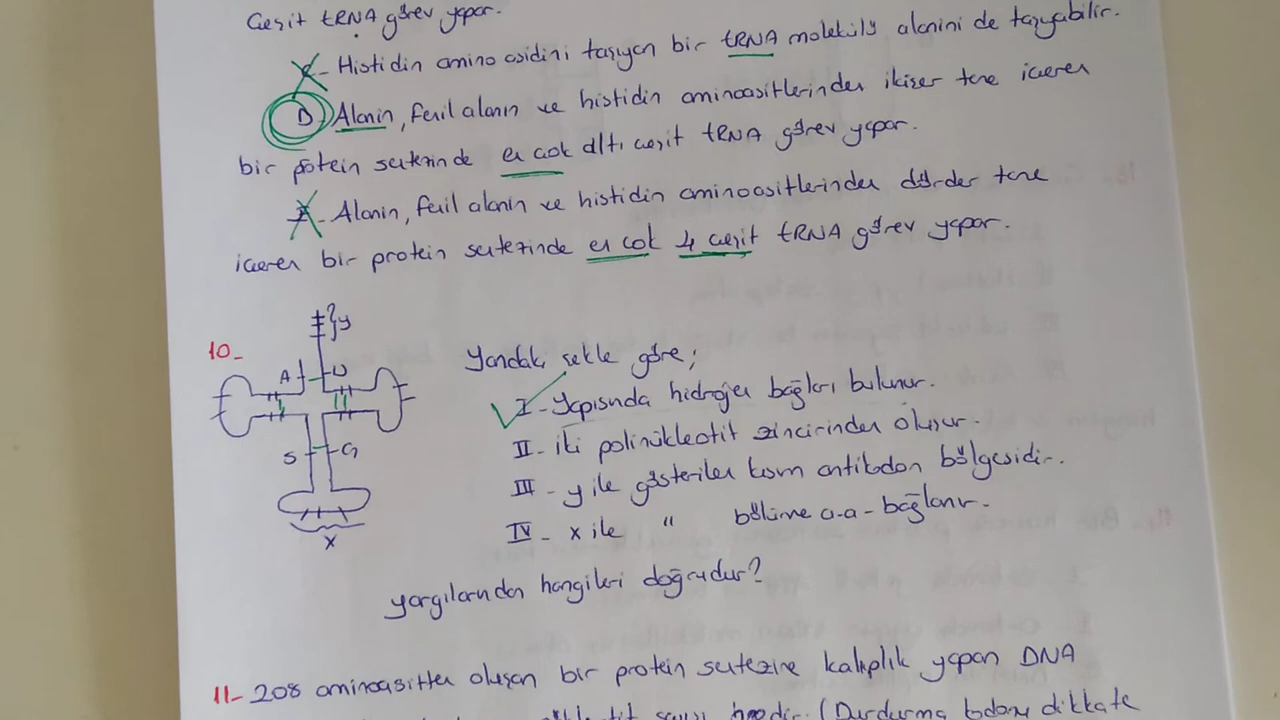 Çeşit tRNA görev yapar.
C- Histidin amino asidini taşıyan bir tRNA molekülü alanini de taşıyabilir.
D) Alanin, fenil alanin ve histidin aminoasitlerinden ikişer tane içeren
bir protein sentezinde en çok altı çeşit tRNA görev yapar.
E- Alanin, fenil alanin ve histidin aminoasitlerinden dörder tane
içeren bir protein sentezinde en çok 4 çeşit tRNA görev yapar.
10-
y
A U
S G
x
Yandaki şekle göre;
I- Yapısında hidrojen bağları bulunur.
II- iki polinükleotit zincirinden oluşur.
III- y ile gösterilen kısım antikodon bölgesidir.
IV- x ile " bölüme a.a- bağlanır.
yargılarından hangileri doğrudur?
11- 208 aminoasitten oluşan bir protein sentezine kalıplık yapan DNA
sayısı (Durdurma kodonu dikkate